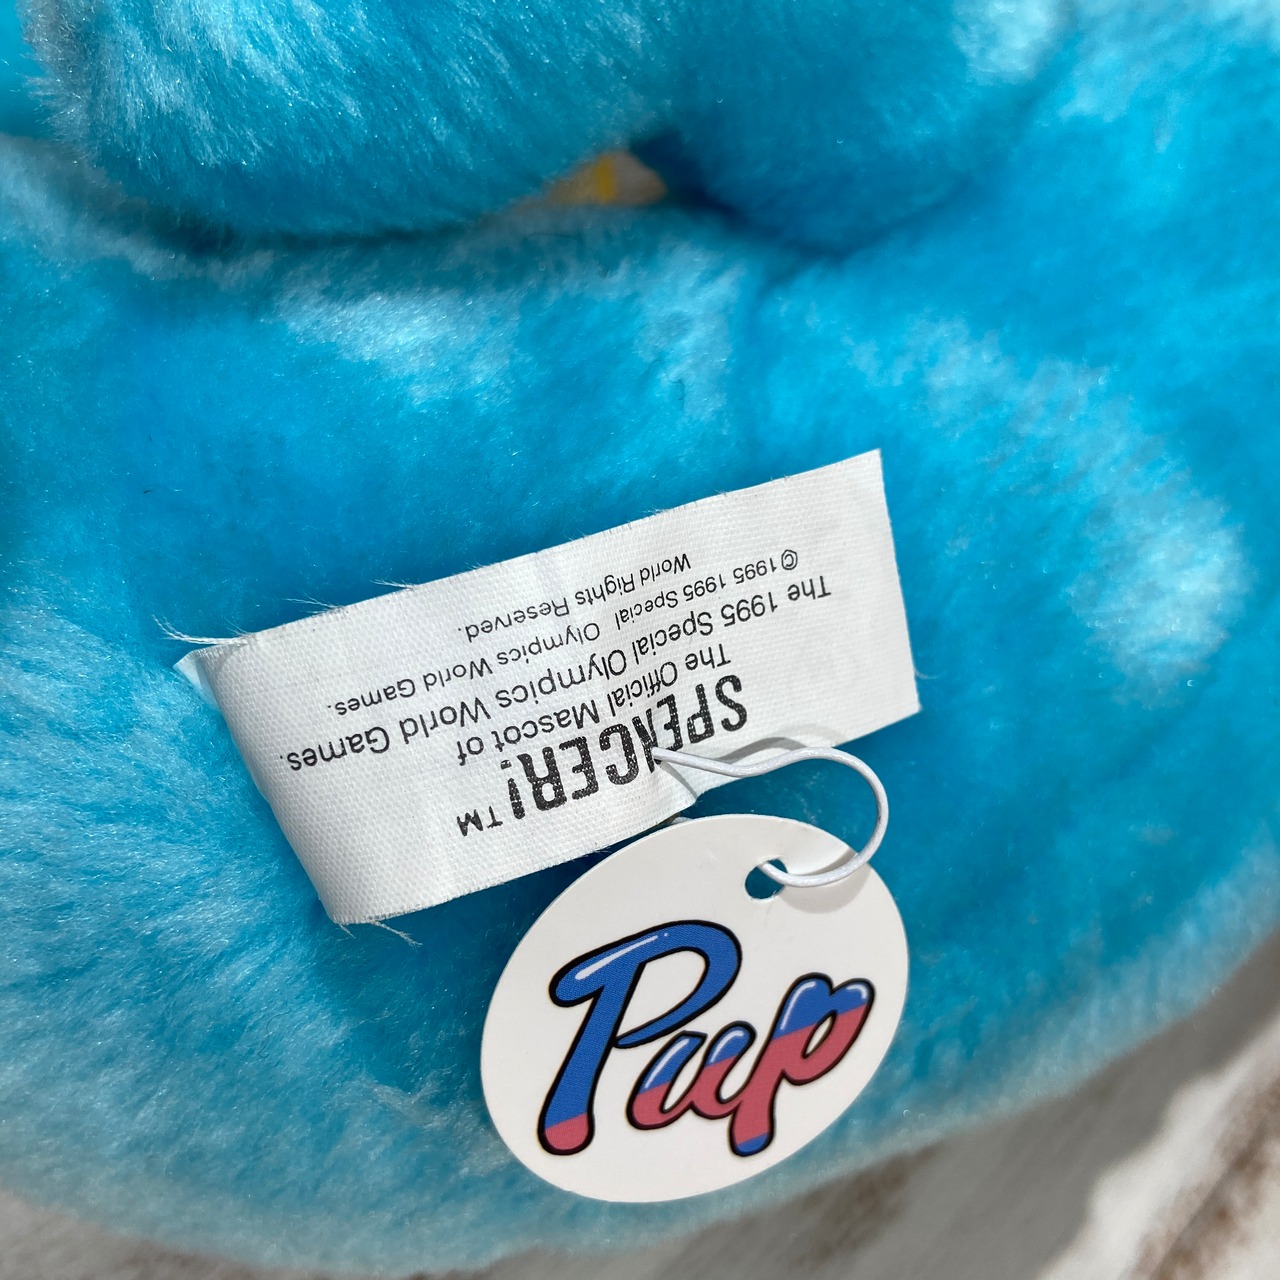 SPENCER!™
The Official Mascot of
The 1995 Special Olympics World Games.
©1995 1995 Special Olympics World Games.
World Rights Reserved.
Pup